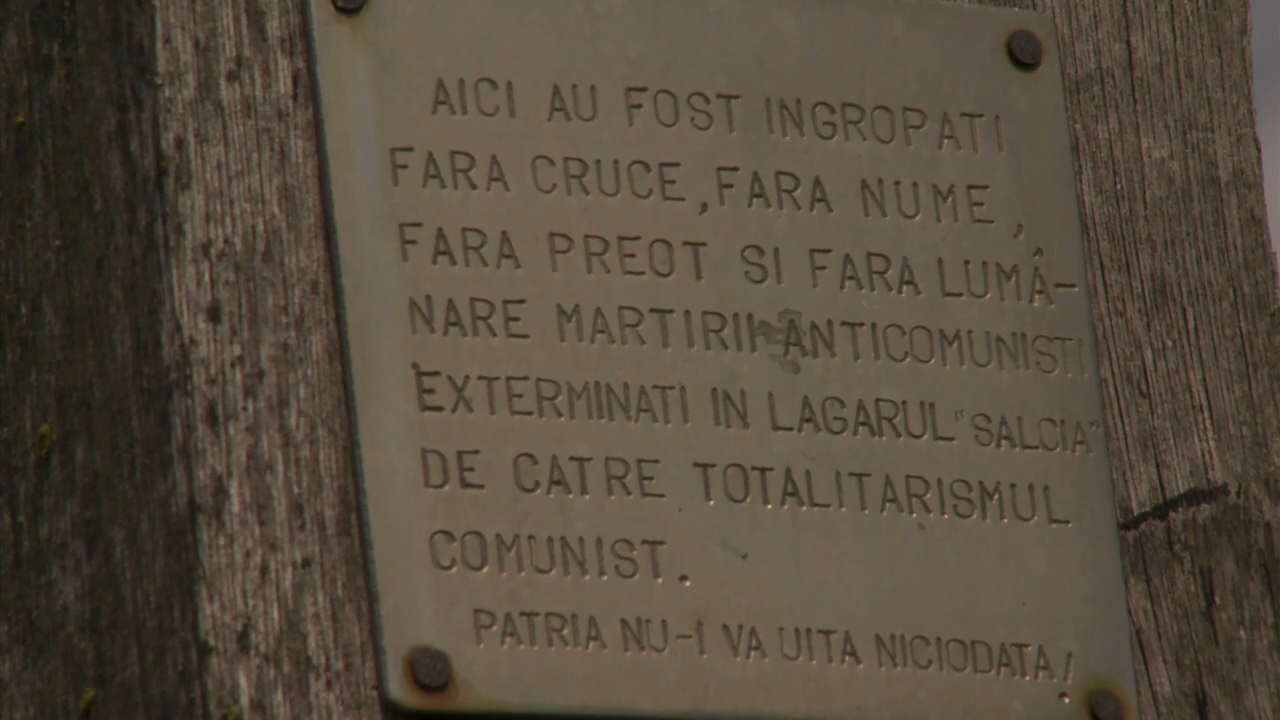 AICI AU FOST INGROPATI
FARA CRUCE, FARA NUME,
FARA PREOT SI FARA LUMÂ-
NARE MARTIRII ANTICOMUNISTI
EXTERMINATI IN LAGARUL "SALCIA"
DE CATRE TOTALITARISMUL
COMUNIST.
PATRIA NU-I VA UITA NICIODATA!